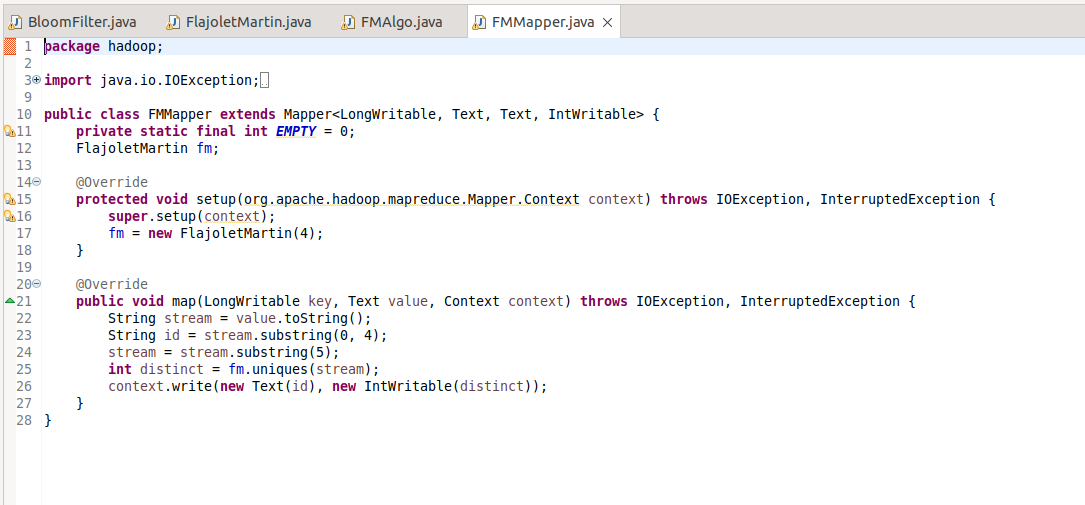 BloomFilter.java FlajoletMartin.java FMAlgo.java FMMapper.java
1 package hadoop;
2
3 import java.io.IOException;
9
10 public class FMMapper extends Mapper<LongWritable, Text, Text, IntWritable> {
11 private static final int EMPTY = 0;
12 FlajoletMartin fm;
13
14 @Override
15 protected void setup(org.apache.hadoop.mapreduce.Mapper.Context context) throws IOException, InterruptedException {
16 super.setup(context);
17 fm = new FlajoletMartin(4);
18 }
19
20 @Override
21 public void map(LongWritable key, Text value, Context context) throws IOException, InterruptedException {
22 String stream = value.toString();
23 String id = stream.substring(0, 4);
24 stream = stream.substring(5);
25 int distinct = fm.uniques(stream);
26 context.write(new Text(id), new IntWritable(distinct));
27 }
28 }